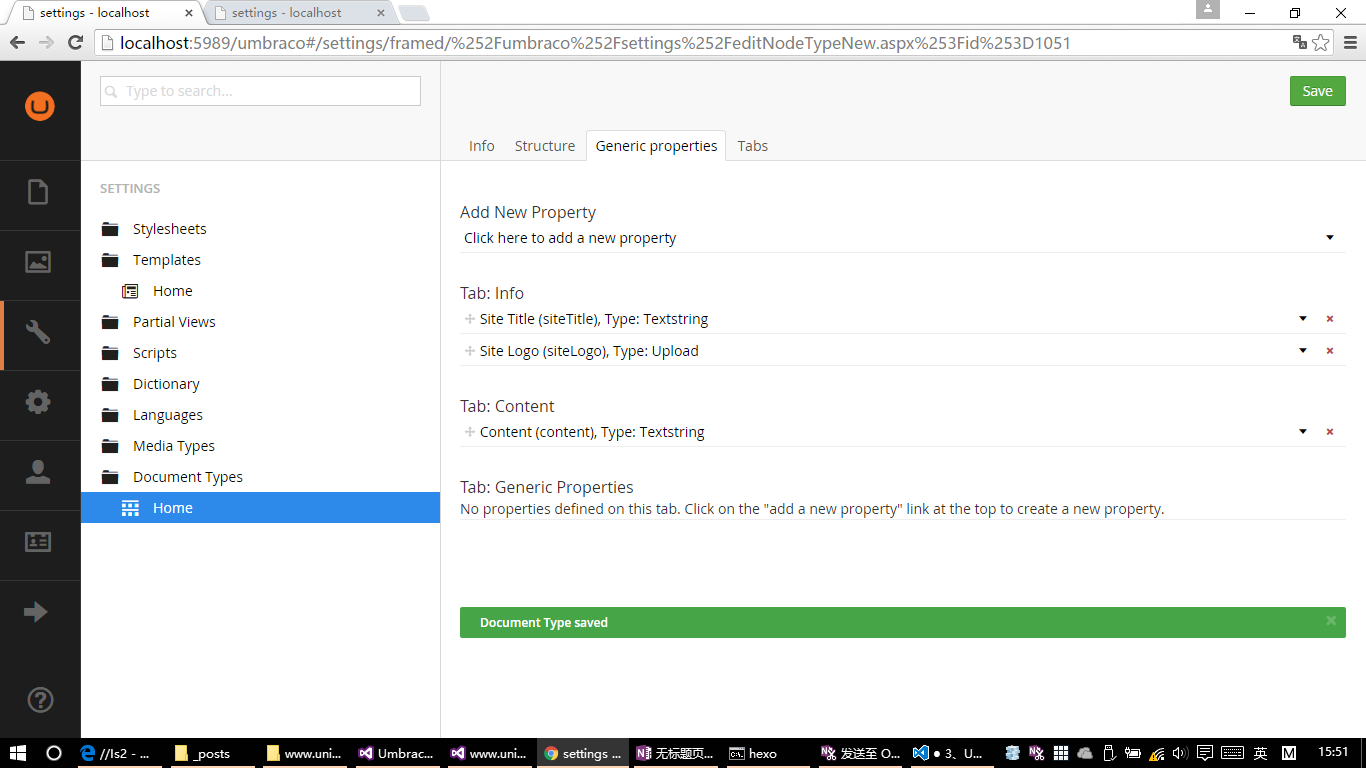 settings - localhost
settings - localhost
localhost:5989/umbraco#/settings/framed/%252Fumbraco%252Fsettings%252FeditNodeTypeNew.aspx%253Fid%253D1051
Type to search...
Save
Info Structure Generic properties Tabs
SETTINGS
Stylesheets
Templates
Home
Partial Views
Scripts
Dictionary
Languages
Media Types
Document Types
Home
Add New Property
Click here to add a new property
Tab: Info
Site Title (siteTitle), Type: Textstring
Site Logo (siteLogo), Type: Upload
Tab: Content
Content (content), Type: Textstring
Tab: Generic Properties
No properties defined on this tab. Click on the "add a new property" link at the top to create a new property.
Document Type saved
//ls2 - ... _posts www.uni... Umbrac... www.uni... settings ... 无标题页... hexo 发送至 O... ● 3、U... 英 M 15:51